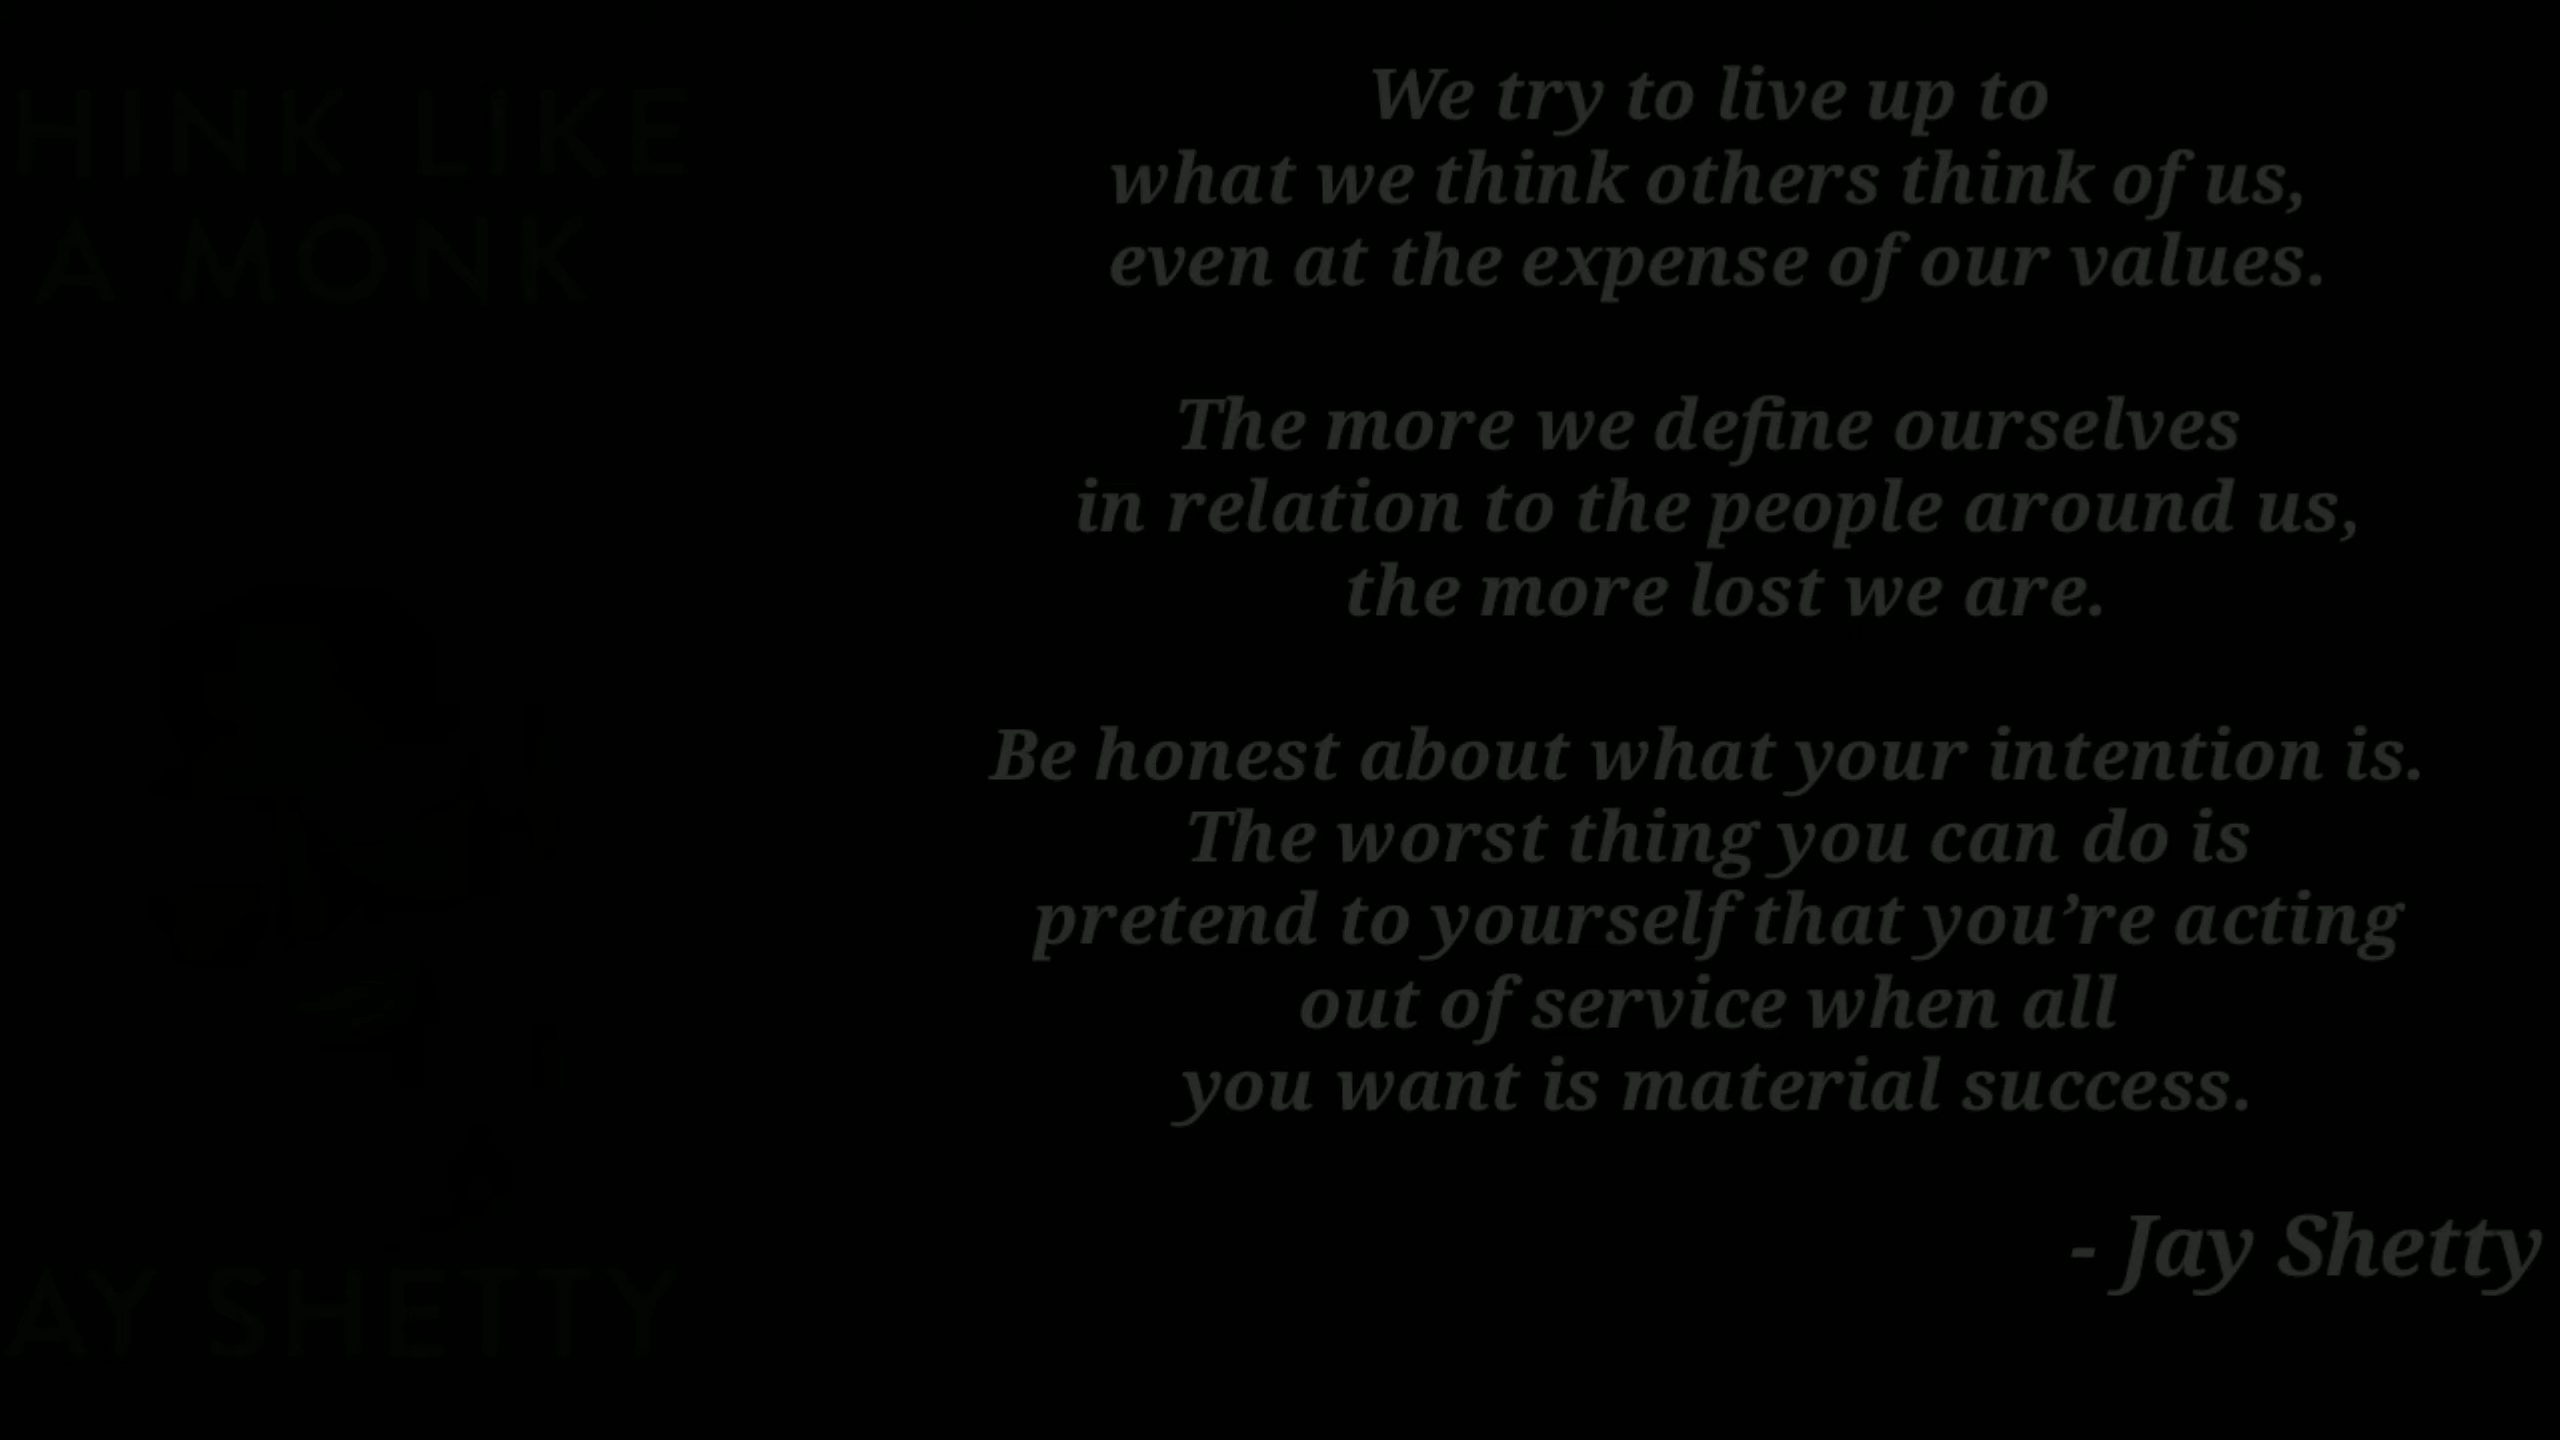 HINK LIKE
A MONK
AY SHETTY
We try to live up to
what we think others think of us,
even at the expense of our values.
The more we define ourselves
in relation to the people around us,
the more lost we are.
Be honest about what your intention is.
The worst thing you can do is
pretend to yourself that you’re acting
out of service when all
you want is material success.
- Jay Shetty